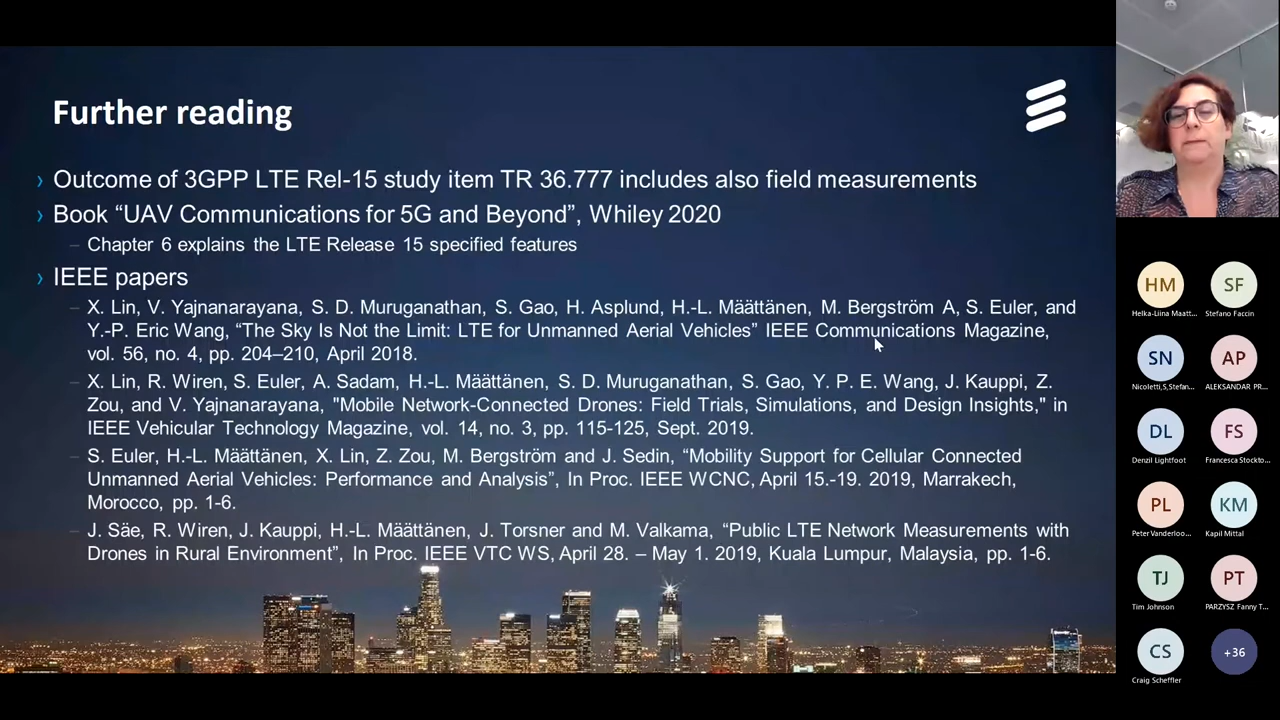 Further reading
› Outcome of 3GPP LTE Rel-15 study item TR 36.777 includes also field measurements
› Book “UAV Communications for 5G and Beyond”, Whiley 2020
– Chapter 6 explains the LTE Release 15 specified features
› IEEE papers
– X. Lin, V. Yajnanarayana, S. D. Muruganathan, S. Gao, H. Asplund, H.-L. Määttänen, M. Bergström A, S. Euler, and
Y.-P. Eric Wang, “The Sky Is Not the Limit: LTE for Unmanned Aerial Vehicles” IEEE Communications Magazine,
vol. 56, no. 4, pp. 204–210, April 2018.
– X. Lin, R. Wiren, S. Euler, A. Sadam, H.-L. Määttänen, S. D. Muruganathan, S. Gao, Y. P. E. Wang, J. Kauppi, Z.
Zou, and V. Yajnanarayana, "Mobile Network-Connected Drones: Field Trials, Simulations, and Design Insights," in
IEEE Vehicular Technology Magazine, vol. 14, no. 3, pp. 115-125, Sept. 2019.
– S. Euler, H.-L. Määttänen, X. Lin, Z. Zou, M. Bergström and J. Sedin, “Mobility Support for Cellular Connected
Unmanned Aerial Vehicles: Performance and Analysis”, In Proc. IEEE WCNC, April 15.-19. 2019, Marrakech,
Morocco, pp. 1-6.
– J. Säe, R. Wiren, J. Kauppi, H.-L. Määttänen, J. Torsner and M. Valkama, “Public LTE Network Measurements with
Drones in Rural Environment”, In Proc. IEEE VTC WS, April 28. – May 1. 2019, Kuala Lumpur, Malaysia, pp. 1-6.
HM SF
Helka-Liina Maatt... Stefano Faccin
SN AP
Nicoletti,S,Stefan... ALEKSANDAR PR...
DL FS
Denzil Lightfoot Francesca Stockto...
PL KM
Peter Vanderloo... Kapil Mittal
TJ PT
Tim Johnson PARZYSZ Fanny T...
CS +36
Craig Scheffler